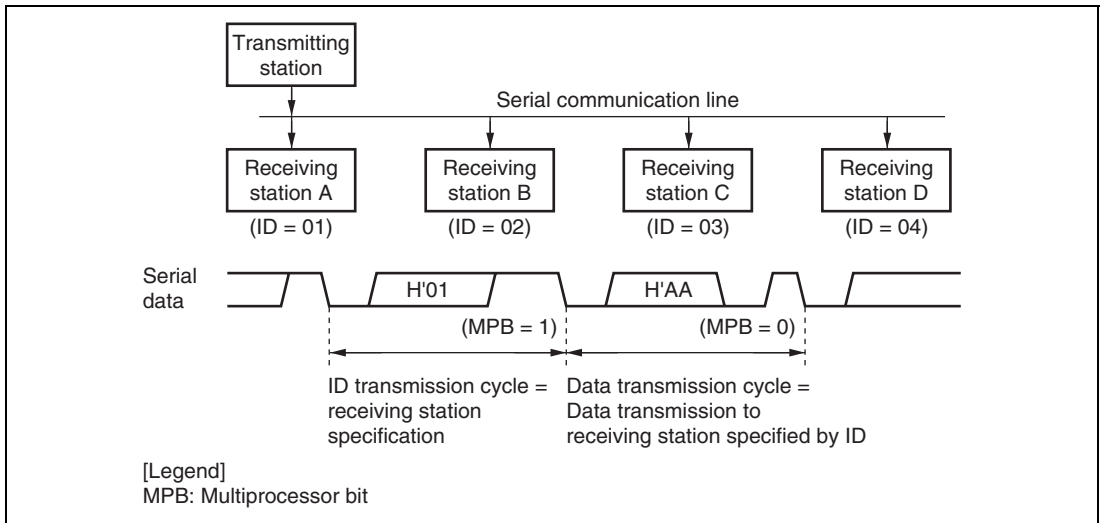 Transmitting
station
Serial communication line
Receiving
station A
(ID = 01)
Receiving
station B
(ID = 02)
Receiving
station C
(ID = 03)
Receiving
station D
(ID = 04)
Serial
data
H'01
H'AA
(MPB = 1)
(MPB = 0)
ID transmission cycle =
receiving station
specification
Data transmission cycle =
Data transmission to
receiving station specified by ID
[Legend]
MPB: Multiprocessor bit